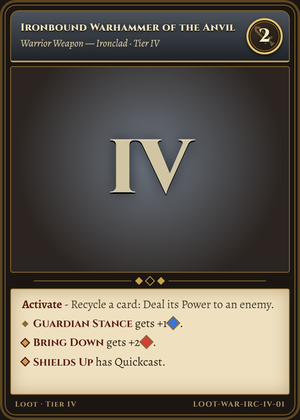 Ironbound Warhammer of the Anvil
2
Warrior Weapon — Ironclad · Tier IV
IV
Activate - Recycle a card: Deal its Power to an enemy.
Guardian Stance gets +1.
Bring Down gets +2.
Shields Up has Quickcast.
Loot · Tier IV
LOOT-WAR-IRC-IV-01